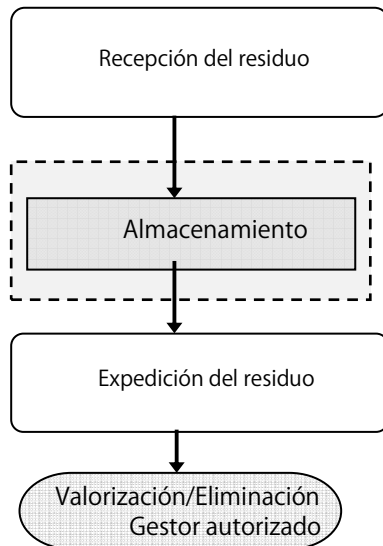 Recepción del residuo
Almacenamiento
Expedición del residuo
Valorización/Eliminación
Gestor autorizado